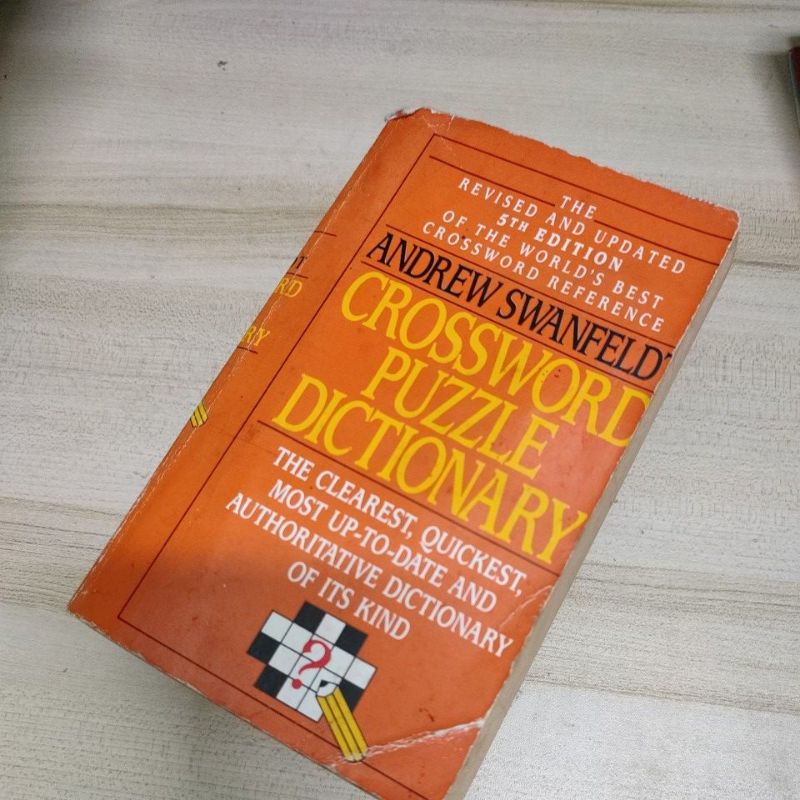 THE
REVISED AND UPDATED
5TH EDITION
OF THE WORLD'S BEST
CROSSWORD REFERENCE
ANDREW SWANFELDT
CROSSWORD
PUZZLE
DICTIONARY
THE CLEAREST, QUICKEST,
MOST UP-TO-DATE AND
AUTHORITATIVE DICTIONARY
OF ITS KIND
?